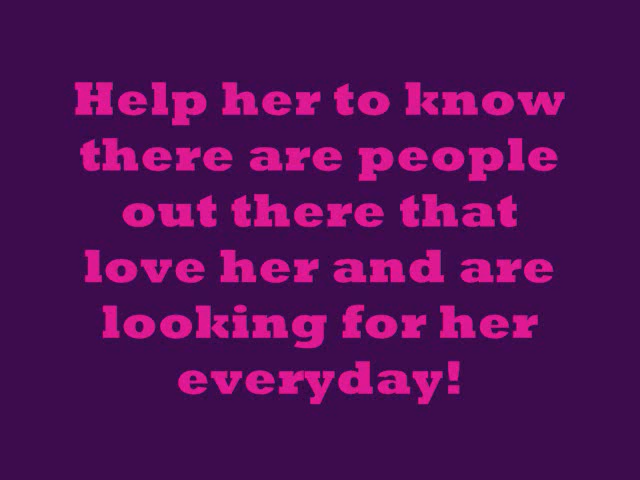 Help her to know
there are people
out there that
love her and are
looking for her
everyday!